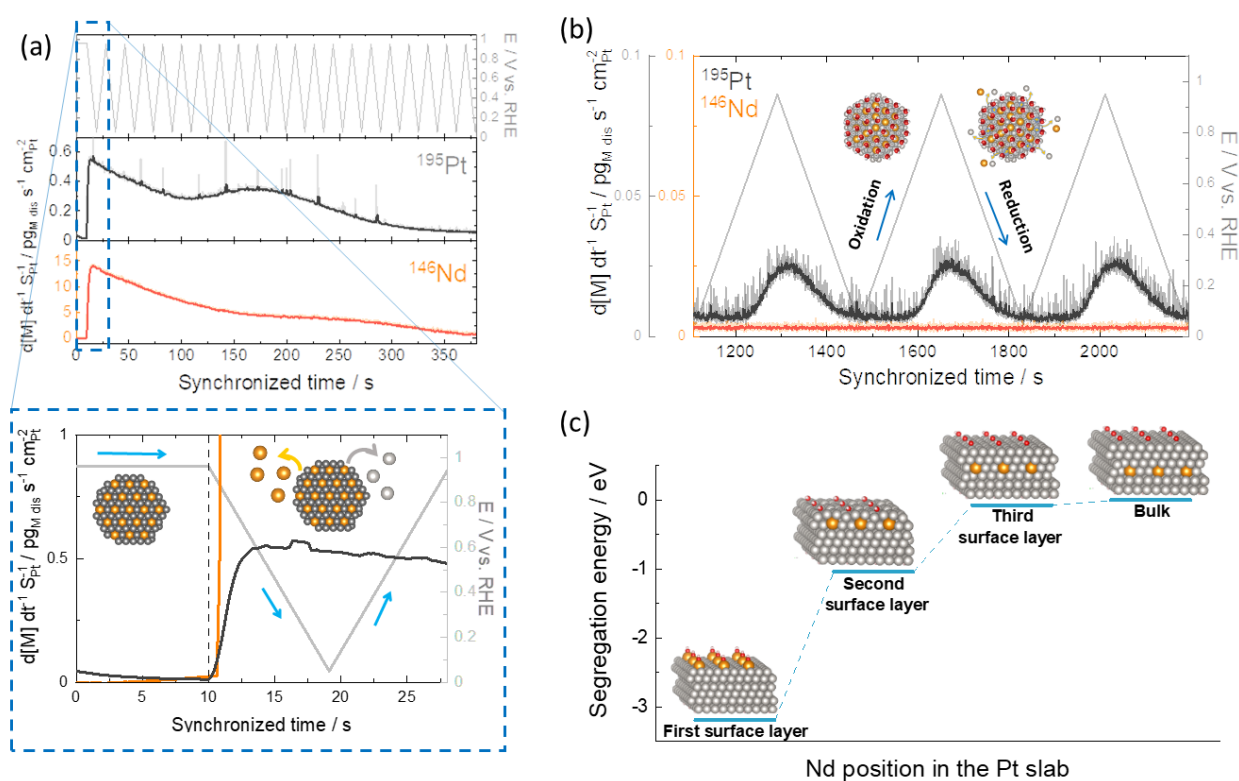 (a)
1
0.8
0.6
0.4
0.2
0
E / V vs. RHE
0.6
0.4
0.2
0
¹⁹⁵Pt
15
10
5
0
¹⁴⁶Nd
d[M] dt⁻¹ S⁻¹Pt / pgM dis s⁻¹ cm⁻²Pt
0 50 100 150 200 250 300 350
Synchronized time / s
1
0.5
0
d[M] dt⁻¹ S⁻¹Pt / pgM dis s⁻¹ cm⁻²Pt
1
0.8
0.6
0.4
0.2
0
E / V vs. RHE
0 5 10 15 20 25
Synchronized time / s
(b)
0.1
0.05
0
0.1
0.05
0
d[M] dt⁻¹ S⁻¹Pt / pgM dis s⁻¹ cm⁻²Pt
¹⁹⁵Pt
¹⁴⁶Nd
Oxidation
Reduction
1
0.8
0.6
0.4
0.2
0
E / V vs. RHE
1200 1400 1600 1800 2000
Synchronized time / s
(c)
Segregation energy / eV
0
-1
-2
-3
First surface layer
Second
surface layer
Third
surface layer
Bulk
Nd position in the Pt slab